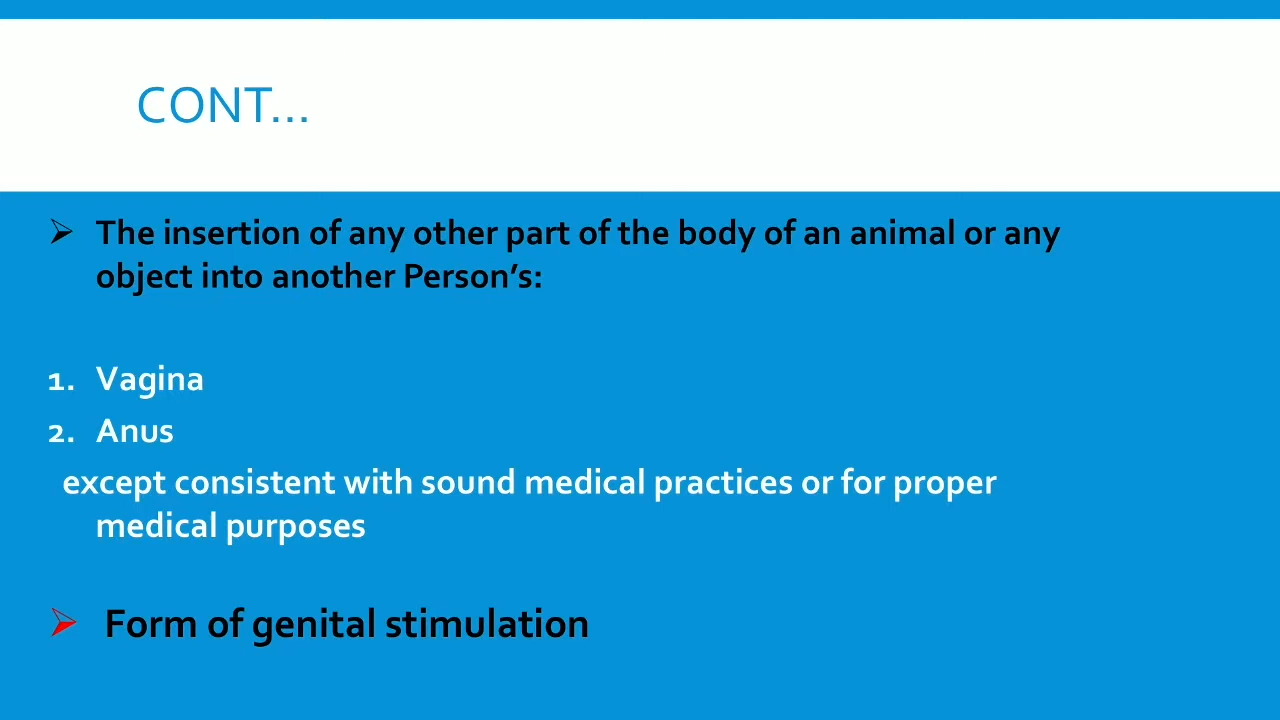 CONT...
➢ The insertion of any other part of the body of an animal or any
object into another Person’s:
1. Vagina
2. Anus
except consistent with sound medical practices or for proper
medical purposes
➢ Form of genital stimulation